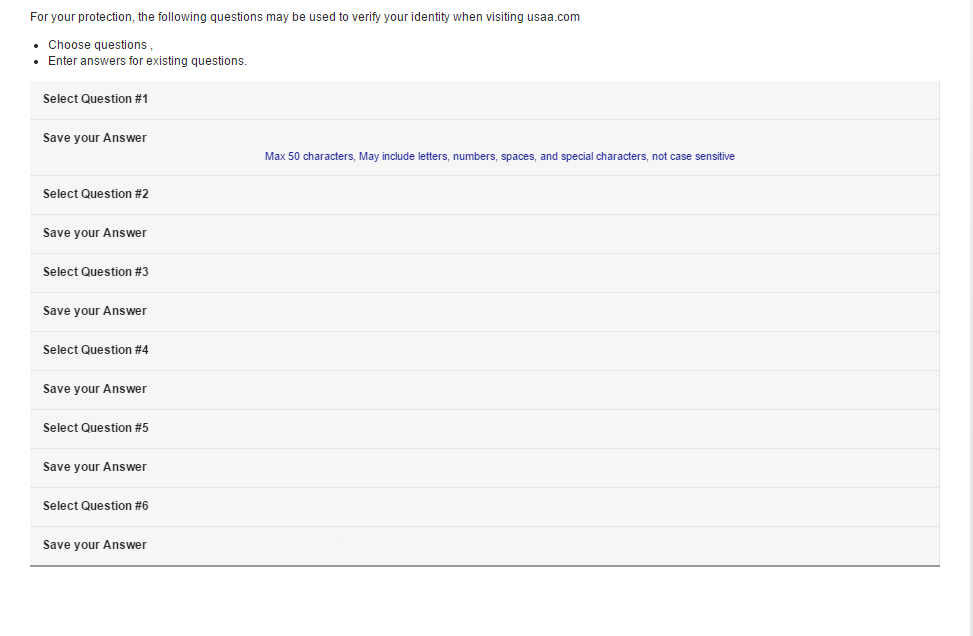 For your protection, the following questions may be used to verify your identity when visiting usaa.com
• Choose questions ,
• Enter answers for existing questions.
Select Question #1
Save your Answer
Max 50 characters, May include letters, numbers, spaces, and special characters, not case sensitive
Select Question #2
Save your Answer
Select Question #3
Save your Answer
Select Question #4
Save your Answer
Select Question #5
Save your Answer
Select Question #6
Save your Answer